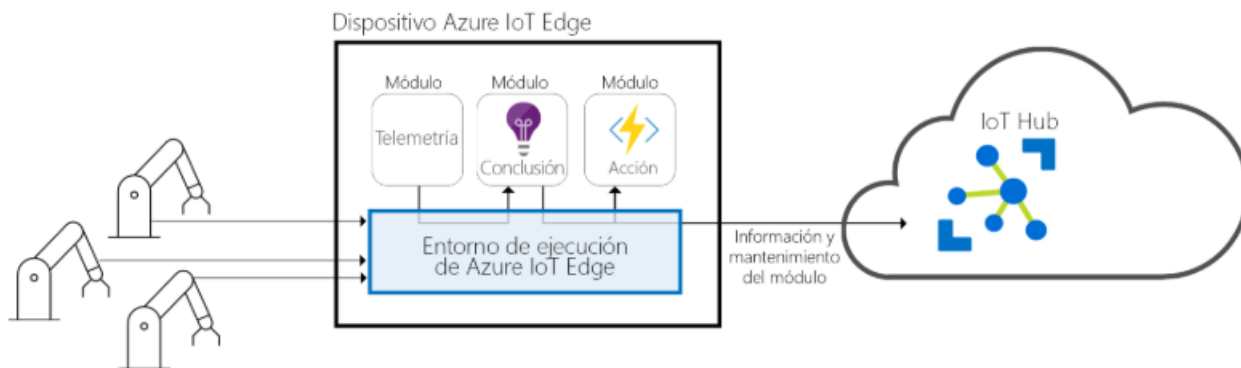 Dispositivo Azure IoT Edge
Módulo
Módulo
Módulo
Telemetría
Conclusión
Acción
IoT Hub
Entorno de ejecución
de Azure IoT Edge
Información y
mantenimiento
del módulo